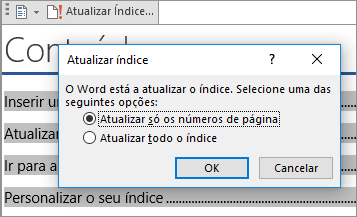 Atualizar Índice...
Atualizar índice
O Word está a atualizar o índice. Selecione uma das
seguintes opções:
Atualizar só os números de página
Atualizar todo o índice
OK Cancelar
Inserir
Atualizar
Ir para a
Personalizar o seu índice